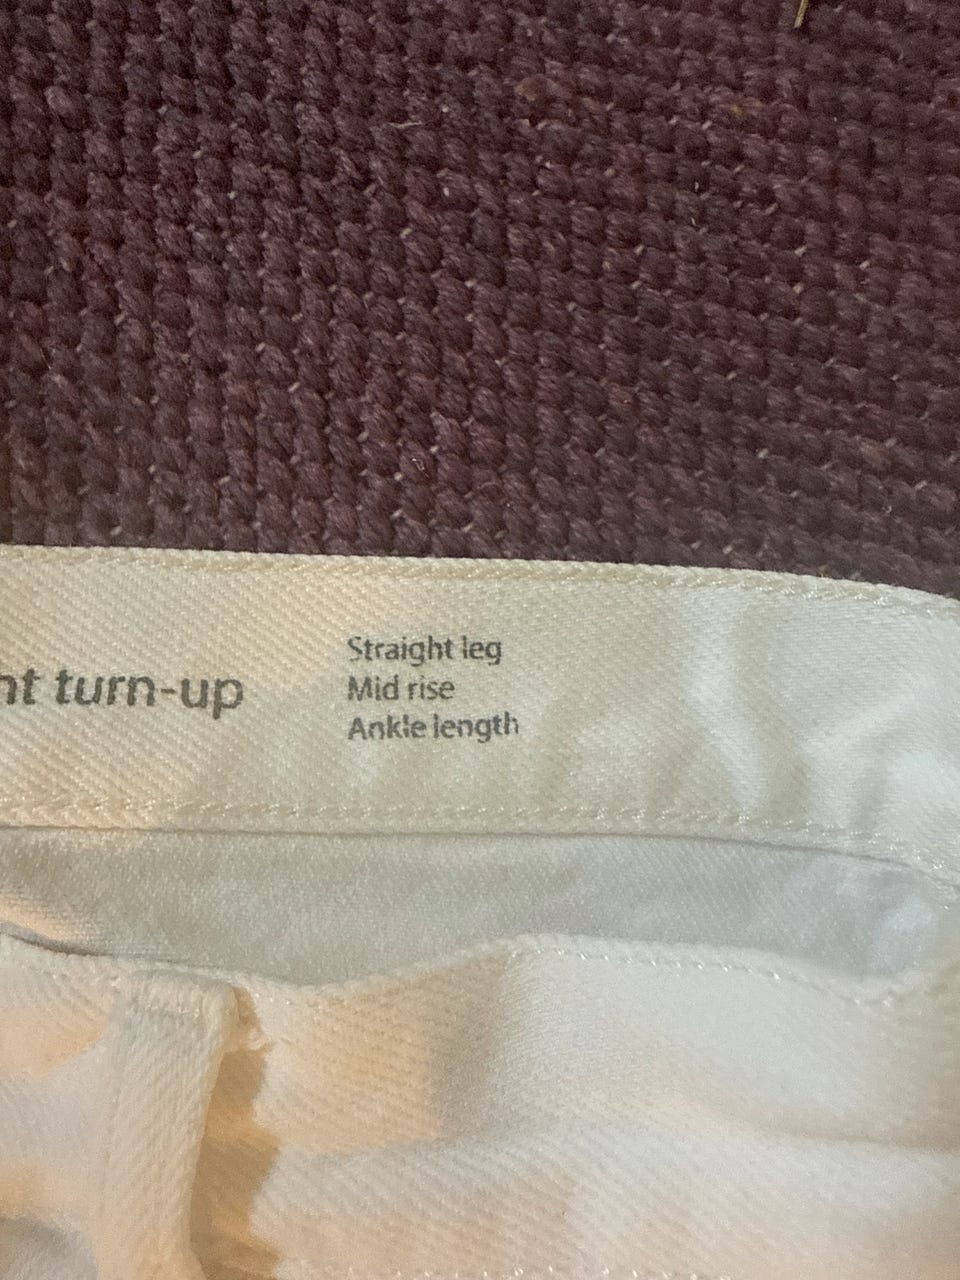 turn-up
Straight leg
Mid rise
Ankle length